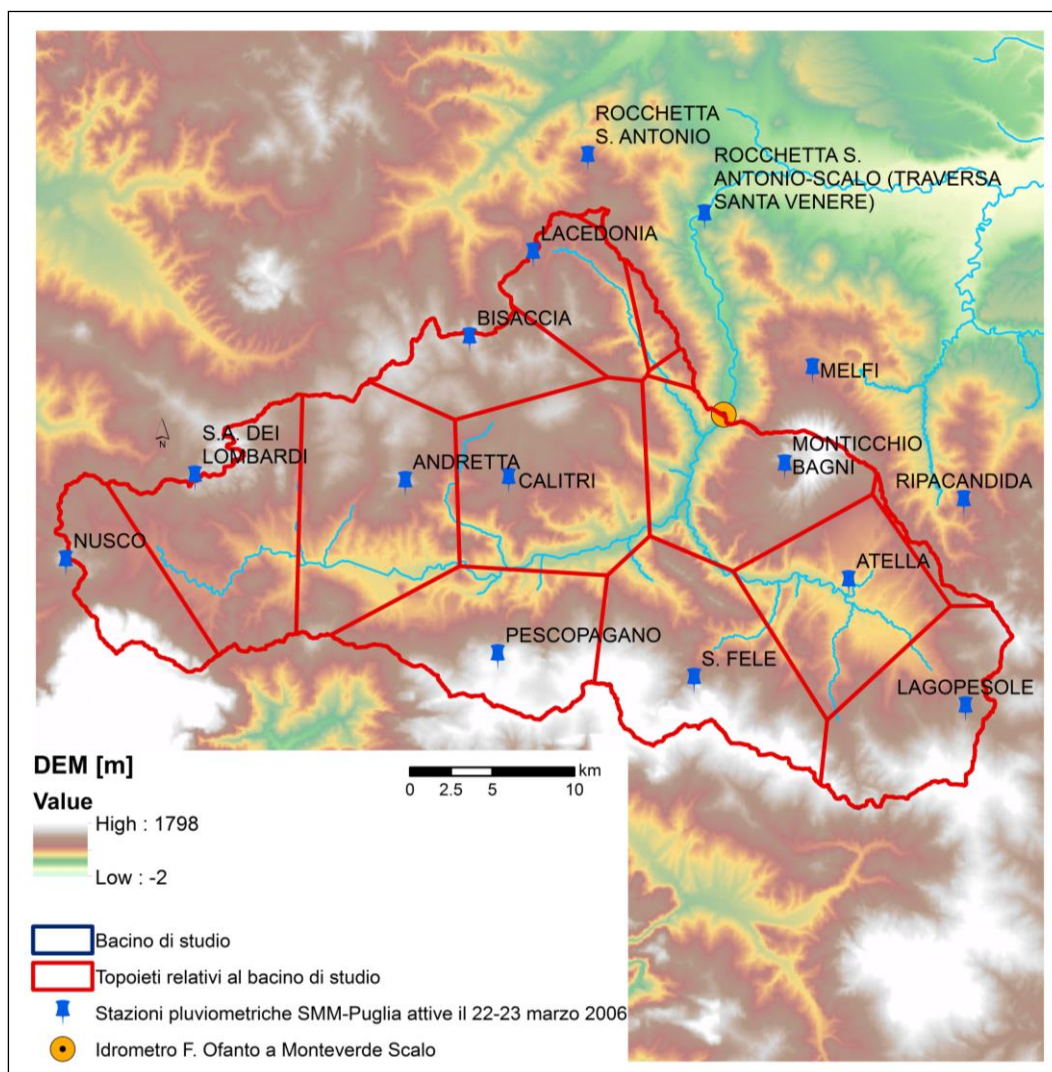 ROCCHETTA
S. ANTONIO
ROCCHETTA S.
ANTONIO-SCALO (TRAVERSA
SANTA VENERE)
LACEDONIA
BISACCIA
MELFI
N
S.A. DEI
LOMBARDI
ANDRETTA
CALITRI
MONTICCHIO
BAGNI
RIPACANDIDA
NUSCO
ATELLA
PESCOPAGANO
S. FELE
LAGOPESOLE
DEM [m]
Value
High : 1798
Low : -2
km
0 2.5 5 10
Bacino di studio
Topoieti relativi al bacino di studio
Stazioni pluviometriche SMM-Puglia attive il 22-23 marzo 2006
Idrometro F. Ofanto a Monteverde Scalo